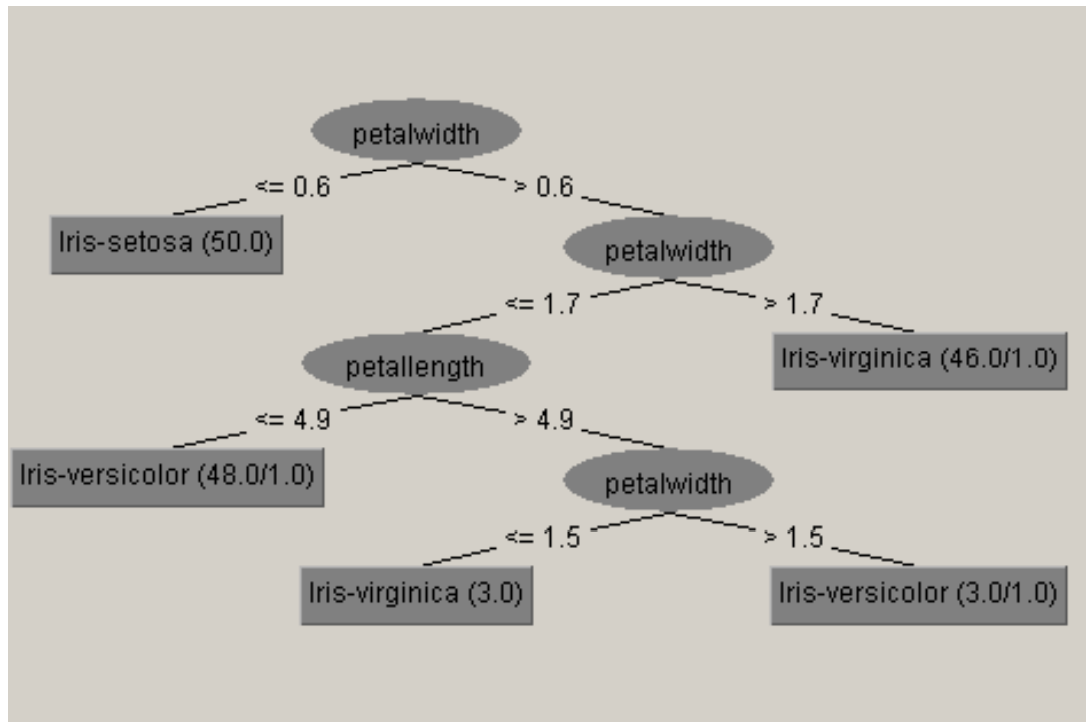 petalwidth
<= 0.6
> 0.6
Iris-setosa (50.0)
petalwidth
<= 1.7
> 1.7
petallength
Iris-virginica (46.0/1.0)
<= 4.9
> 4.9
Iris-versicolor (48.0/1.0)
petalwidth
<= 1.5
> 1.5
Iris-virginica (3.0)
Iris-versicolor (3.0/1.0)